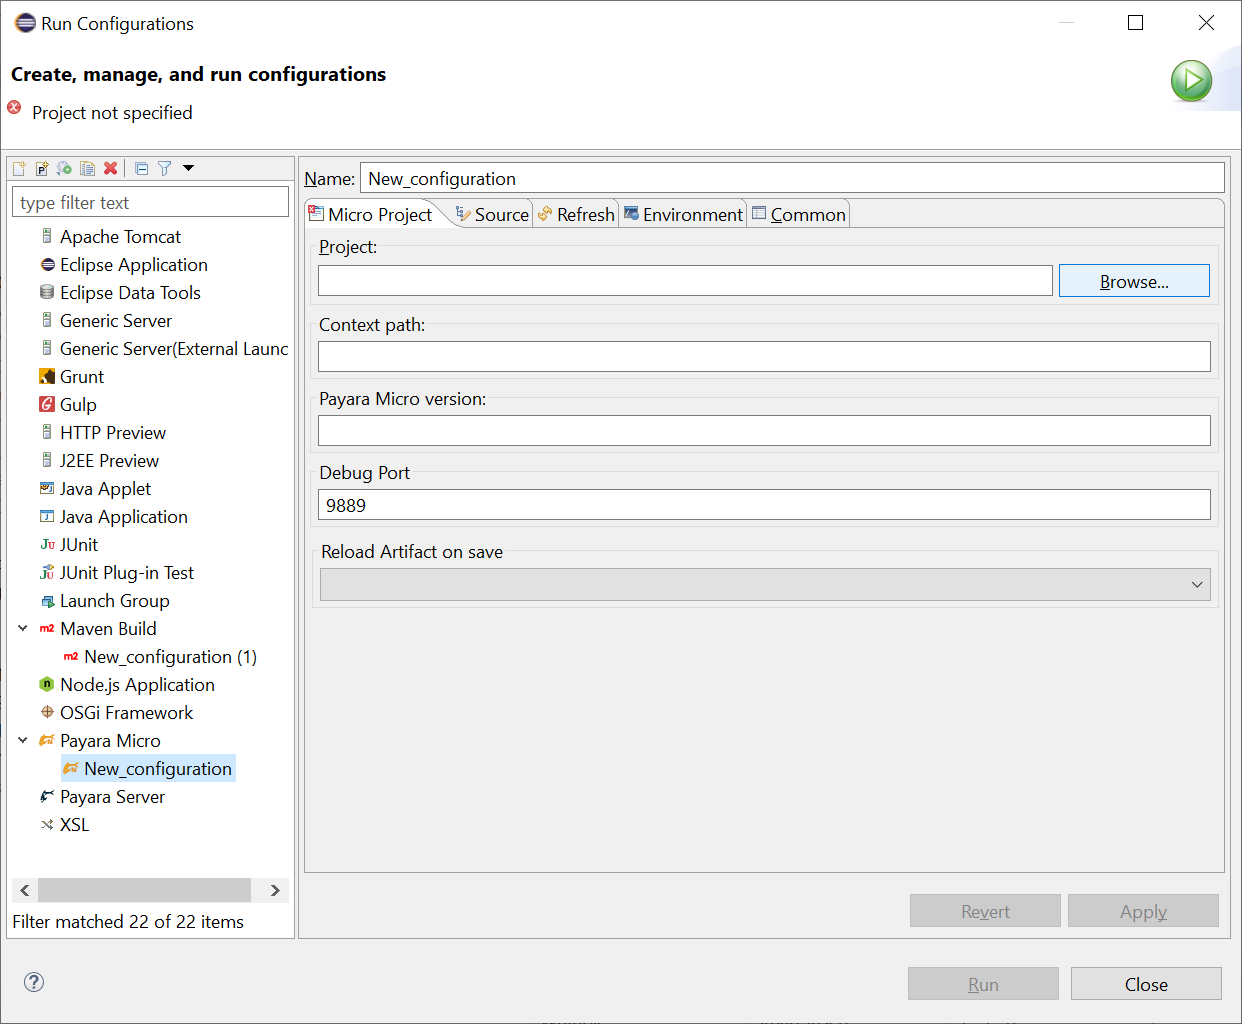 Run Configurations
Create, manage, and run configurations
Project not specified
type filter text
Apache Tomcat
Eclipse Application
Eclipse Data Tools
Generic Server
Generic Server(External Launc
Grunt
Gulp
HTTP Preview
J2EE Preview
Java Applet
Java Application
JUnit
JUnit Plug-in Test
Launch Group
m2 Maven Build
m2 New_configuration (1)
Node.js Application
OSGi Framework
Payara Micro
New_configuration
Payara Server
XSL
Filter matched 22 of 22 items
Name: New_configuration
Micro Project Source Refresh Environment Common
Project:
Browse...
Context path:
Payara Micro version:
Debug Port
9889
Reload Artifact on save
Revert Apply
Run Close